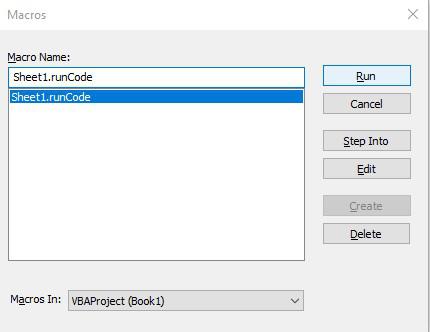 Macros
Macro Name:
Sheet1.runCode
Run
Sheet1.runCode
Cancel
Step Into
Edit
Create
Delete
Macros In:
VBAProject (Book1)